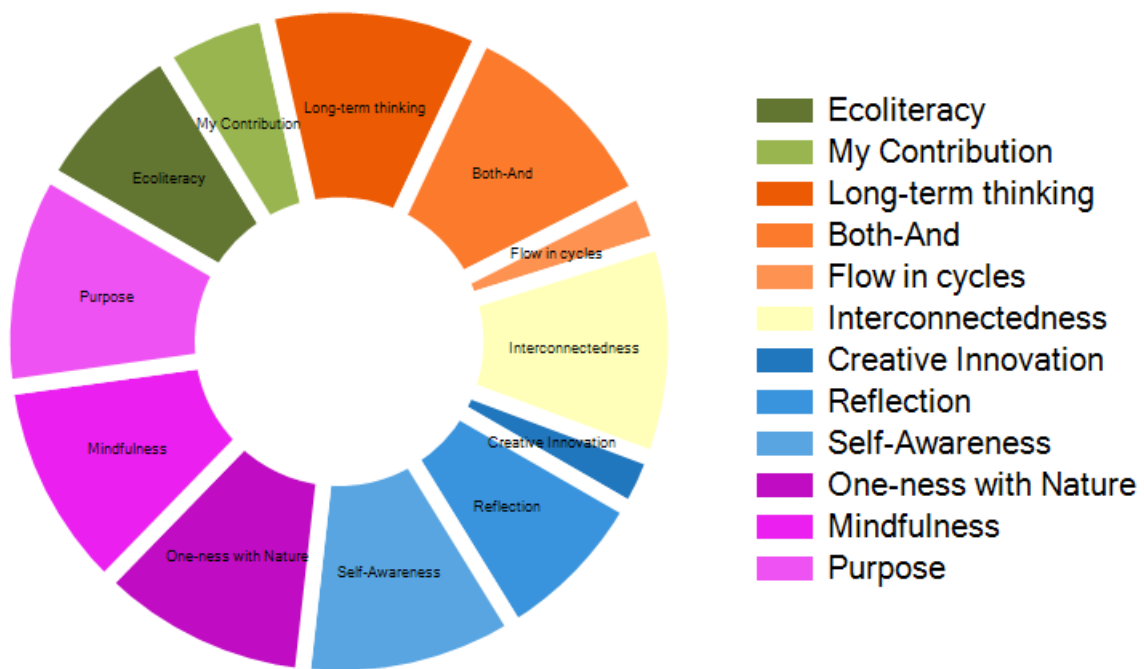 Long-term thinking
My Contribution
Both-And
Ecoliteracy
Flow in cycles
Purpose
Interconnectedness
Mindfulness
Creative Innovation
Reflection
One-ness with Nature
Self-Awareness
Ecoliteracy
My Contribution
Long-term thinking
Both-And
Flow in cycles
Interconnectedness
Creative Innovation
Reflection
Self-Awareness
One-ness with Nature
Mindfulness
Purpose